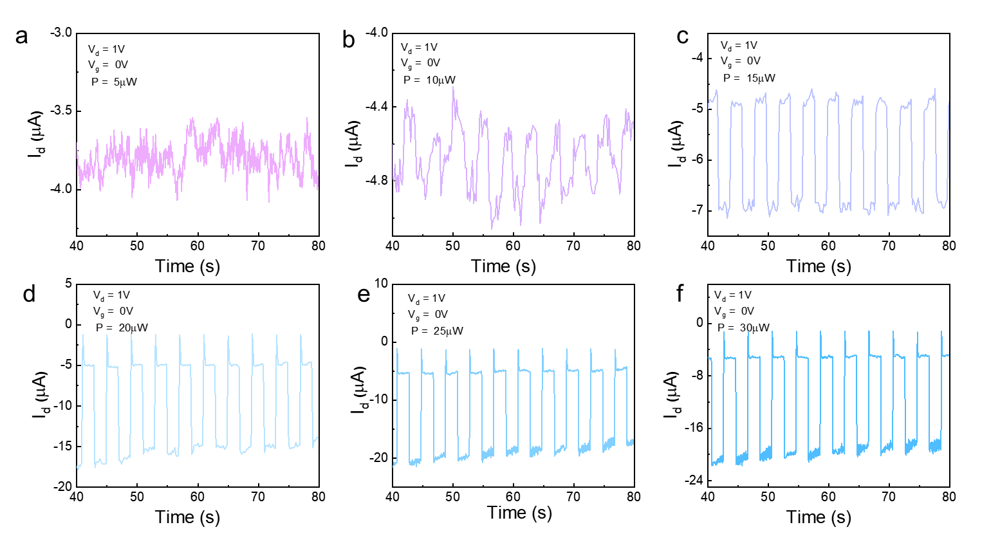 a
-3.0
-3.5
-4.0
I_d (μA)
V_d = 1V
V_g = 0V
P = 5μW
40 50 60 70 80
Time (s)
b
-4.0
-4.4
-4.8
I_d (μA)
V_d = 1V
V_g = 0V
P = 10μW
40 50 60 70 80
Time (s)
c
-4
-5
-6
-7
I_d (μA)
V_d = 1V
V_g = 0V
P = 15μW
40 50 60 70 80
Time (s)
d
5
0
-5
-10
-15
-20
I_d (μA)
V_d = 1V
V_g = 0V
P = 20μW
40 50 60 70 80
Time (s)
e
10
0
-10
-20
I_d (μA)
V_d = 1V
V_g = 0V
P = 25μW
40 50 60 70 80
Time (s)
f
0
-8
-16
-24
I_d (μA)
V_d = 1V
V_g = 0V
P = 30μW
40 50 60 70 80
Time (s)